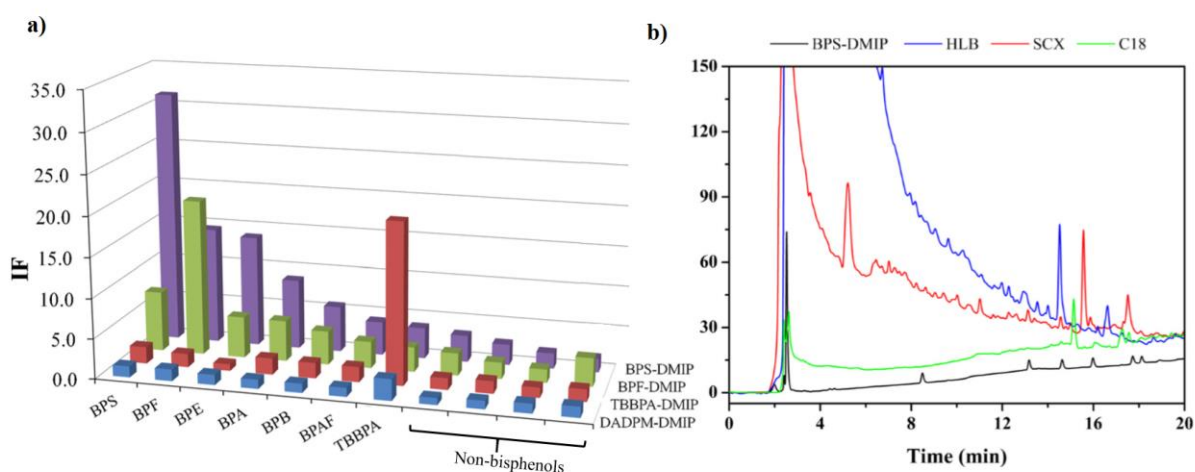 a)
35.0
30.0
25.0
20.0
15.0
10.0
5.0
0.0
IF
BPS
BPF
BPE
BPA
BPB
BPAF
TBBPA
Non-bisphenols
BPS-DMIP
BPF-DMIP
TBBPA-DMIP
DADPM-DMIP
b)
BPS-DMIP HLB SCX C18
150
120
90
60
30
0
0 4 8 12 16 20
Time (min)